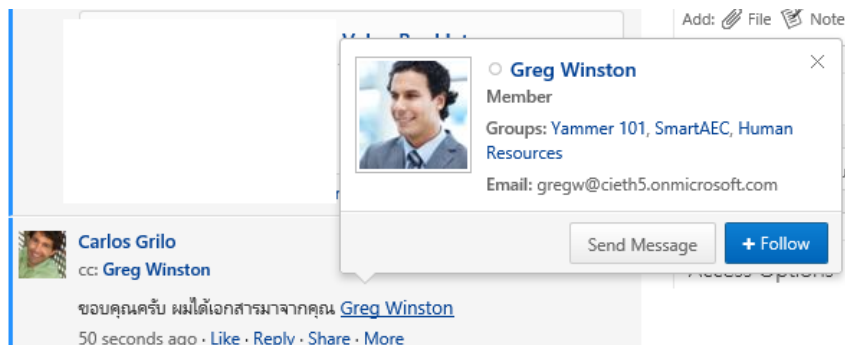 Add: File Note
Greg Winston
Member
Groups: Yammer 101, SmartAEC, Human
Resources
Email: gregw@cieth5.onmicrosoft.com
Send Message + Follow
Carlos Grilo
cc: Greg Winston
ขอบคุณครับ ผมได้เอกสารมาจากคุณ Greg Winston
50 seconds ago · Like · Reply · Share · More
Access Options